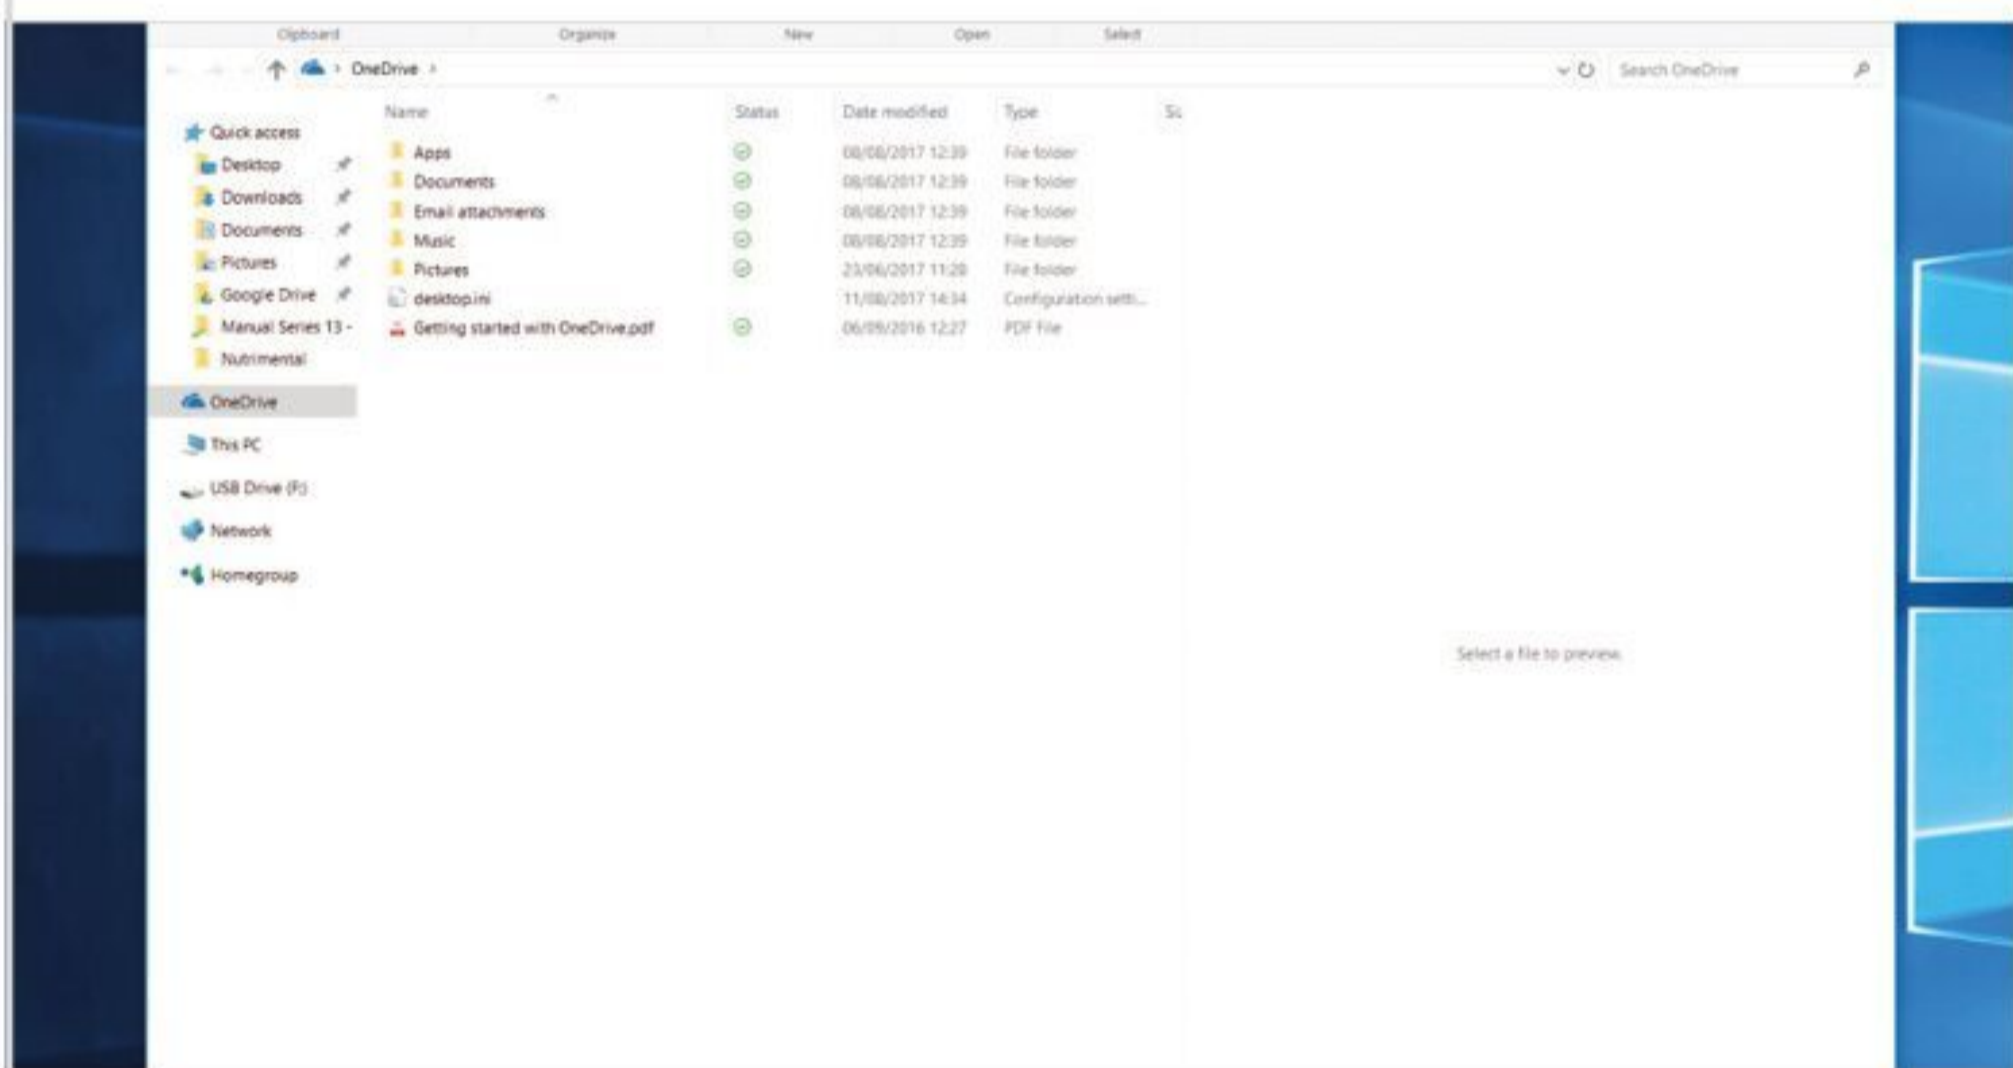 Clipboard Organize New Open Select
OneDrive Search OneDrive
Name Status Date modified Type
Quick access
Desktop
Downloads
Documents
Pictures
Google Drive
Manual Series 13 -
Nutrimental
OneDrive
This PC
USB Drive (F:)
Network
Homegroup
Apps 08/08/2017 12:39 File folder
Documents 08/08/2017 12:39 File folder
Email attachments 08/08/2017 12:39 File folder
Music 08/08/2017 12:39 File folder
Pictures 23/06/2017 11:28 File folder
desktop.ini 11/08/2017 14:34 Configuration setti...
Getting started with OneDrive.pdf 06/09/2016 12:27 PDF File
Select a file to preview.